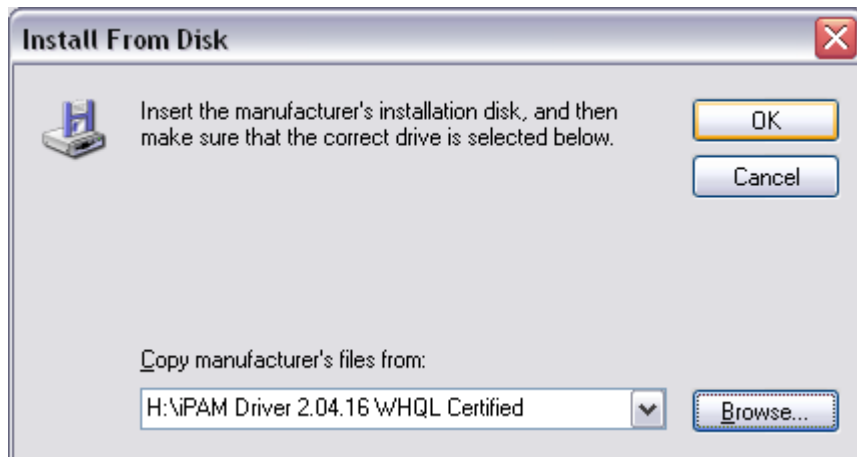 Install From Disk
Insert the manufacturer's installation disk, and then
make sure that the correct drive is selected below.
OK
Cancel
Copy manufacturer's files from:
H:\iPAM Driver 2.04.16 WHQL Certified
Browse...